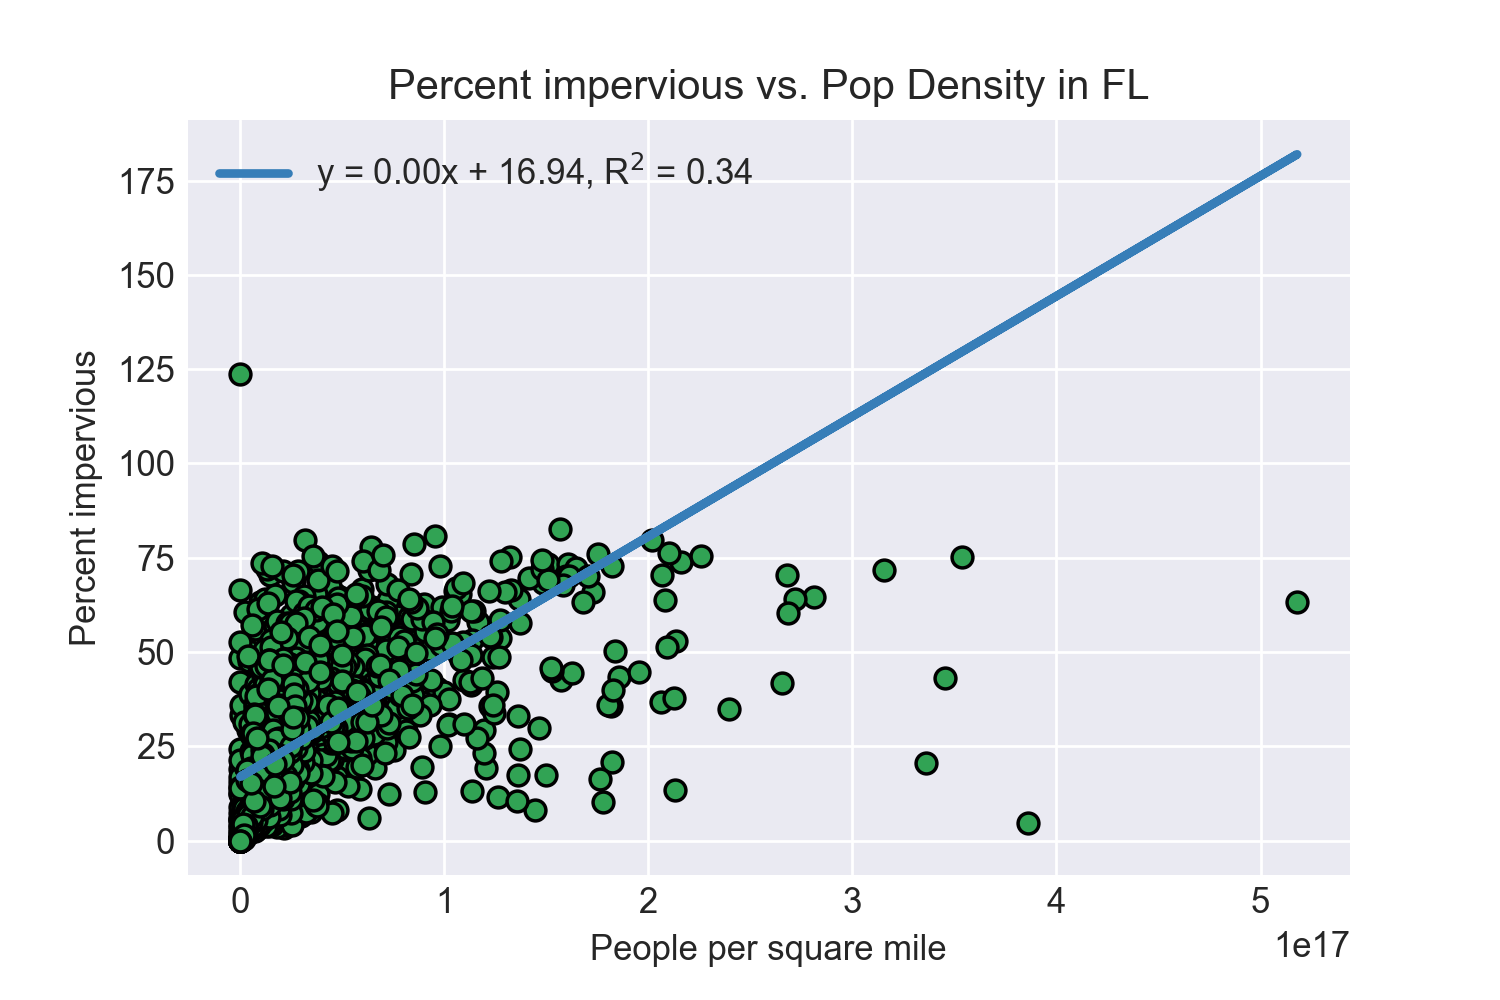 Percent impervious vs. Pop Density in FL
y = 0.00x + 16.94, R² = 0.34
175
150
125
100
75
50
25
0
Percent impervious
0 1 2 3 4 5
People per square mile
1e17